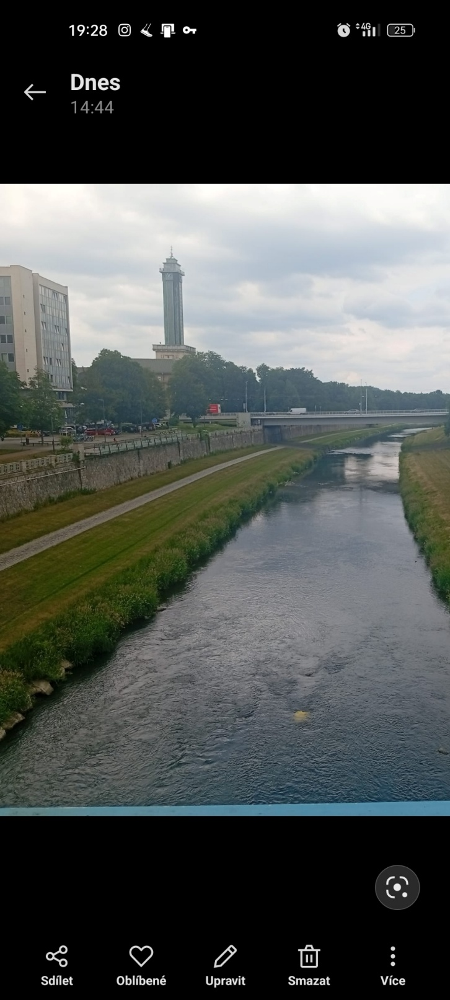 19:28 4G 25
Dnes
14:44
Sdílet Oblíbené Upravit Smazat Více